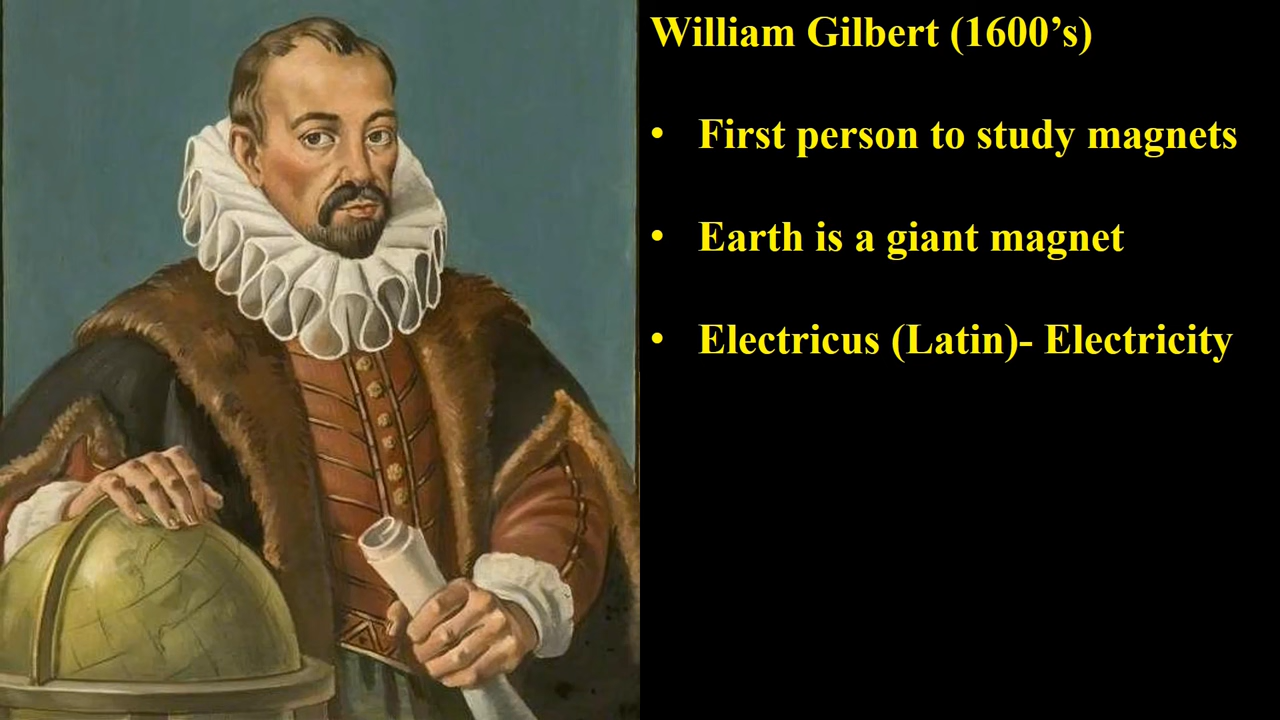 William Gilbert (1600’s)
• First person to study magnets
• Earth is a giant magnet
• Electricus (Latin)- Electricity